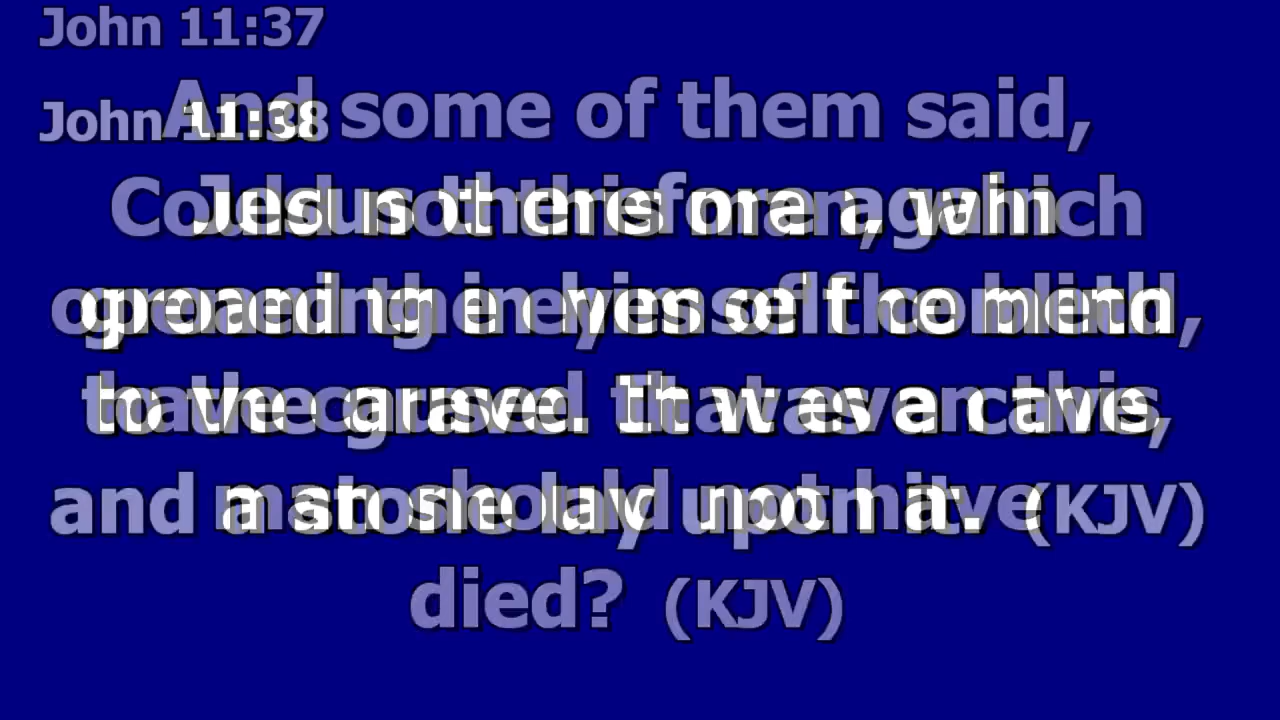 John 11:37
And some of them said,
Could not this man, which
opened the eyes of the blind,
have caused that even this
man should not have
died? (KJV)
John 11:38
Jesus therefore again
groaning in himself cometh
to the grave. It was a cave,
and a stone lay upon it. (KJV)